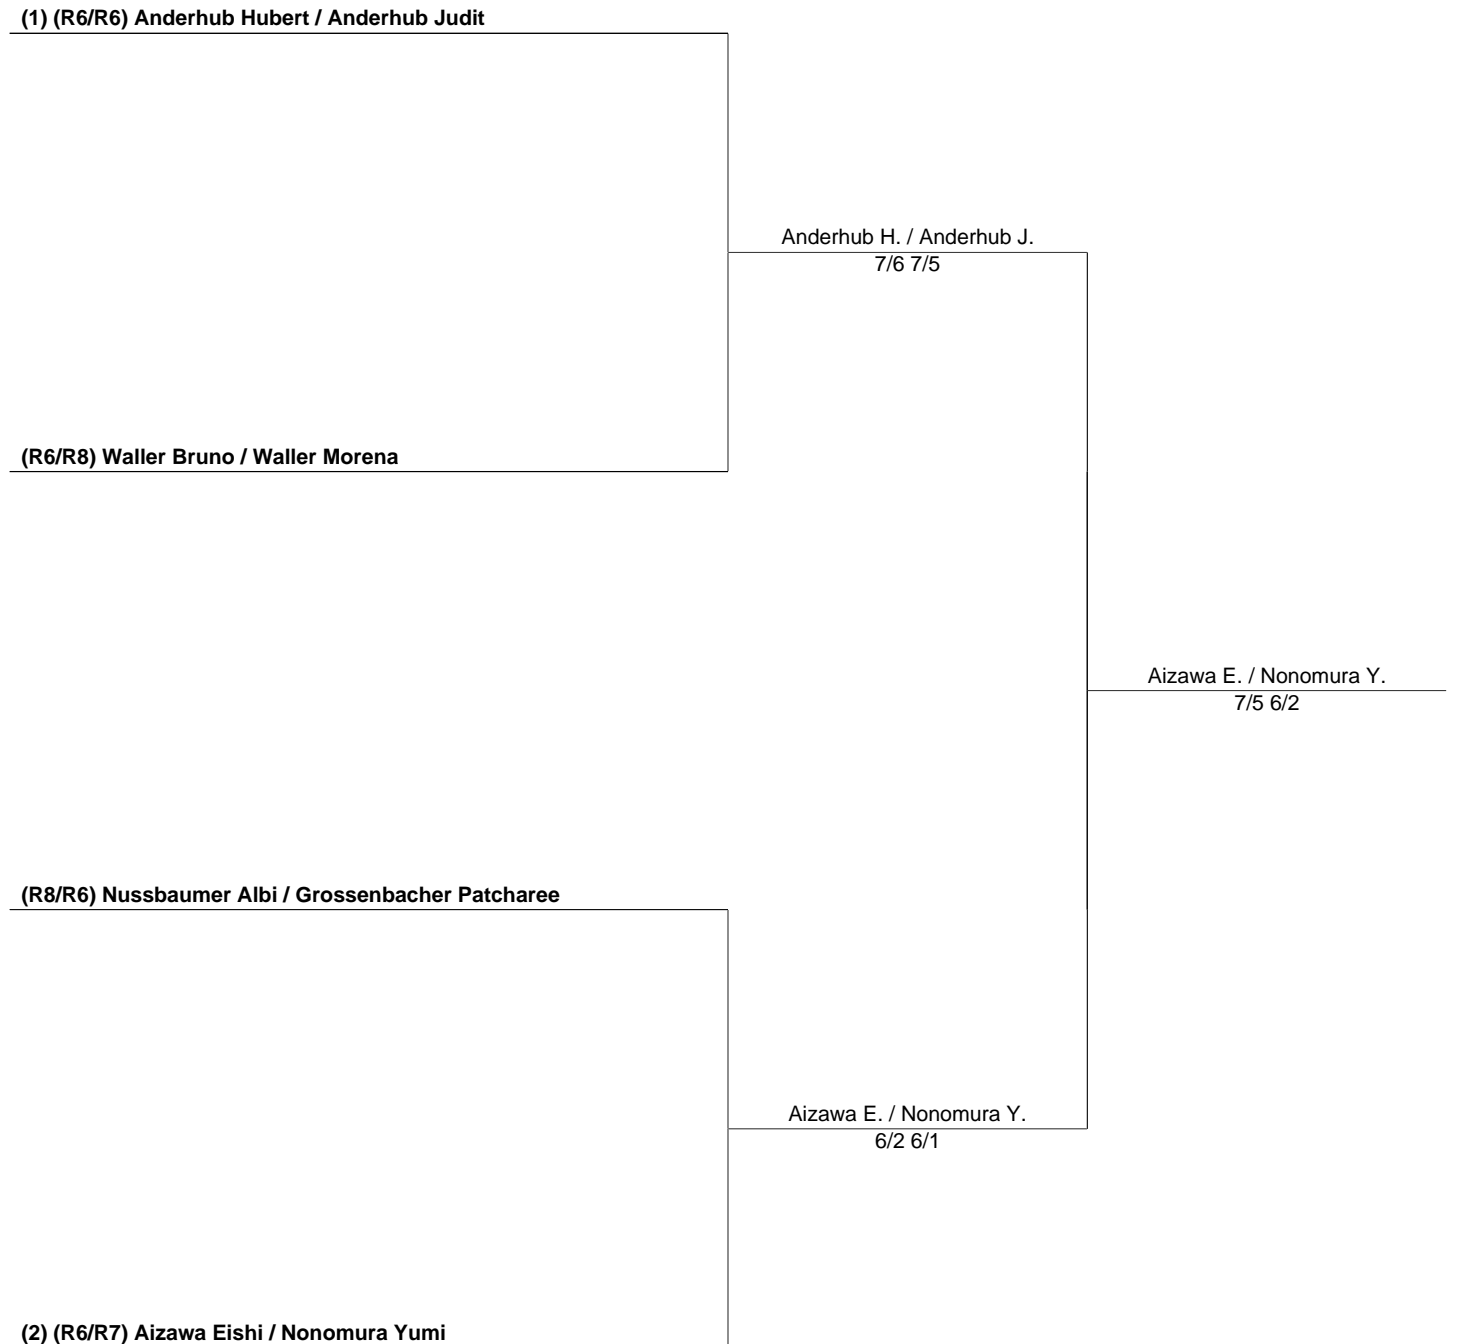 (1) (R6/R6) Anderhub Hubert / Anderhub Judit
Anderhub H. / Anderhub J.
7/6 7/5
(R6/R8) Waller Bruno / Waller Morena
Aizawa E. / Nonomura Y.
7/5 6/2
(R8/R6) Nussbaumer Albi / Grossenbacher Patcharee
Aizawa E. / Nonomura Y.
6/2 6/1
(2) (R6/R7) Aizawa Eishi / Nonomura Yumi